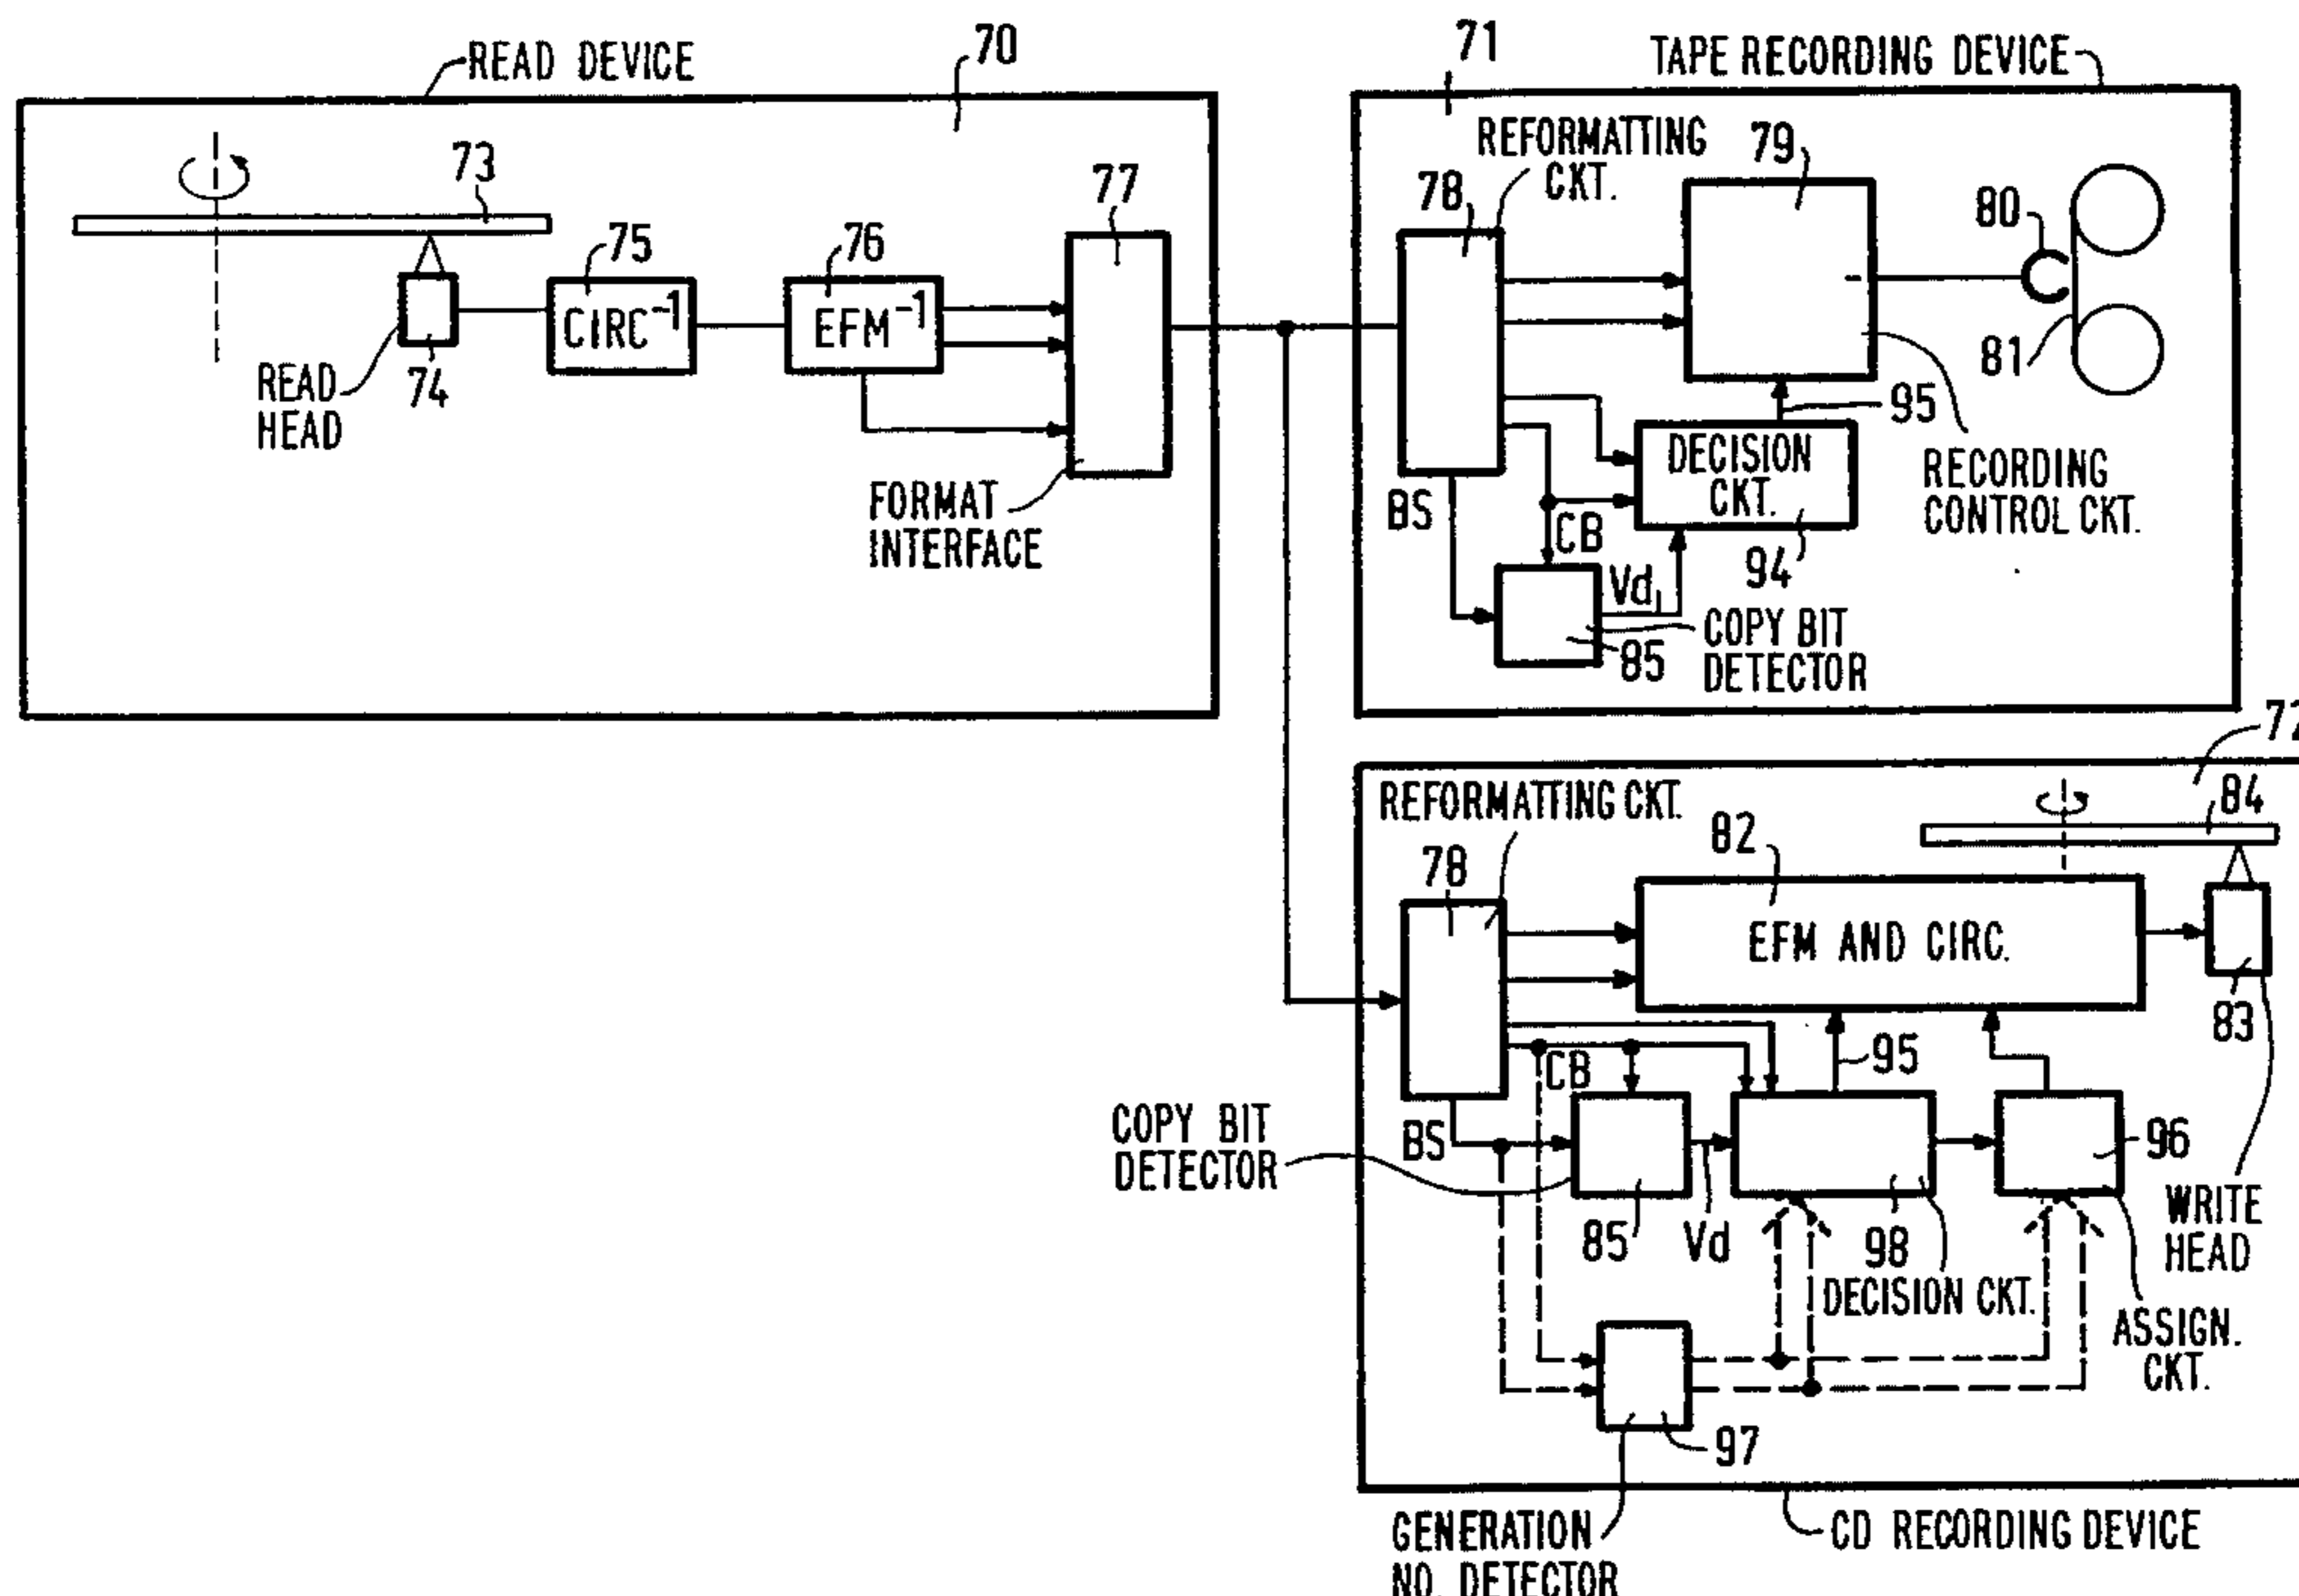 READ DEVICE
70
73
75
CIRC-1
76
EFM-1
77
READ
HEAD
74
FORMAT
INTERFACE
71
TAPE RECORDING DEVICE
REFORMATTING
CKT.
78
79
80
81
95
DECISION
CKT.
94
RECORDING
CONTROL CKT.
BS
CB
Vd
85
COPY BIT
DETECTOR
72
REFORMATTING CKT.
78
82
EFM AND CIRC.
84
83
CB
BS
95
96
COPY BIT
DETECTOR
85
Vd
98
DECISION CKT.
WRITE
HEAD
ASSIGN.
CKT.
97
GENERATION
NO. DETECTOR
CD RECORDING DEVICE